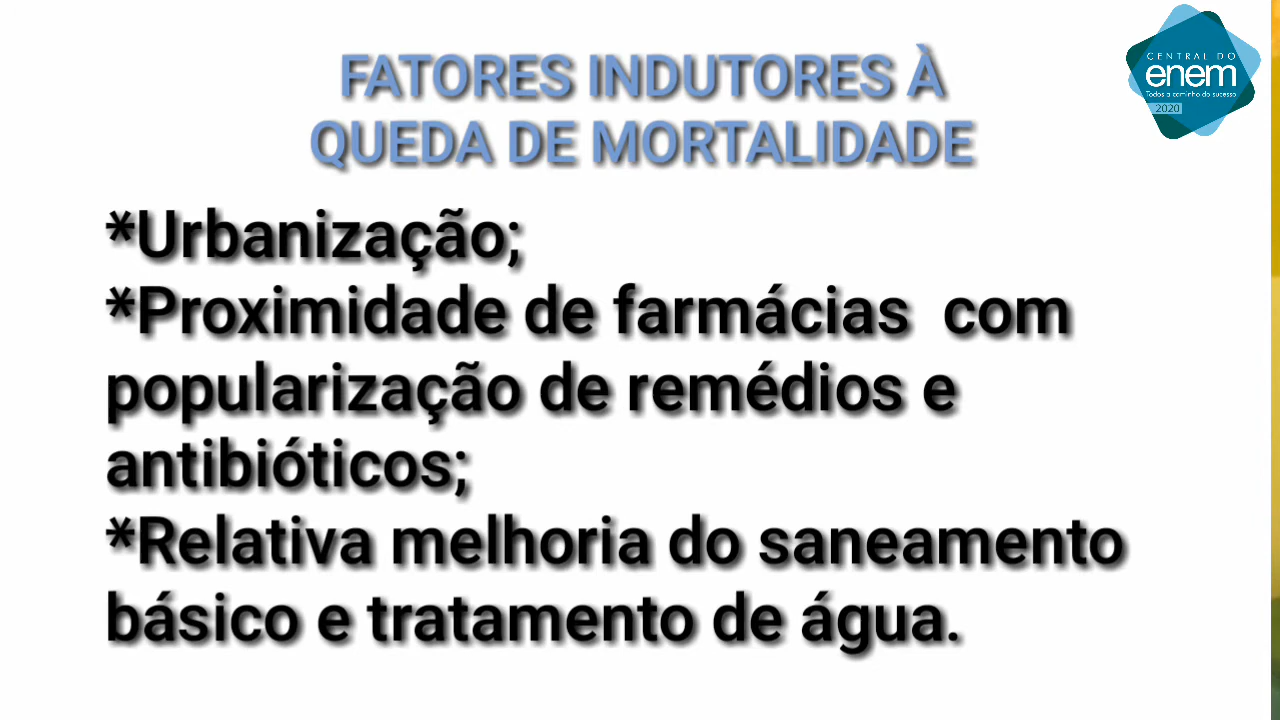 FATORES INDUTORES À
QUEDA DE MORTALIDADE
*Urbanização;
*Proximidade de farmácias  com
popularização de remédios e
antibióticos;
*Relativa melhoria do saneamento
básico e tratamento de água.
CENTRAL DO
enem
Todos a caminho do sucesso
2020